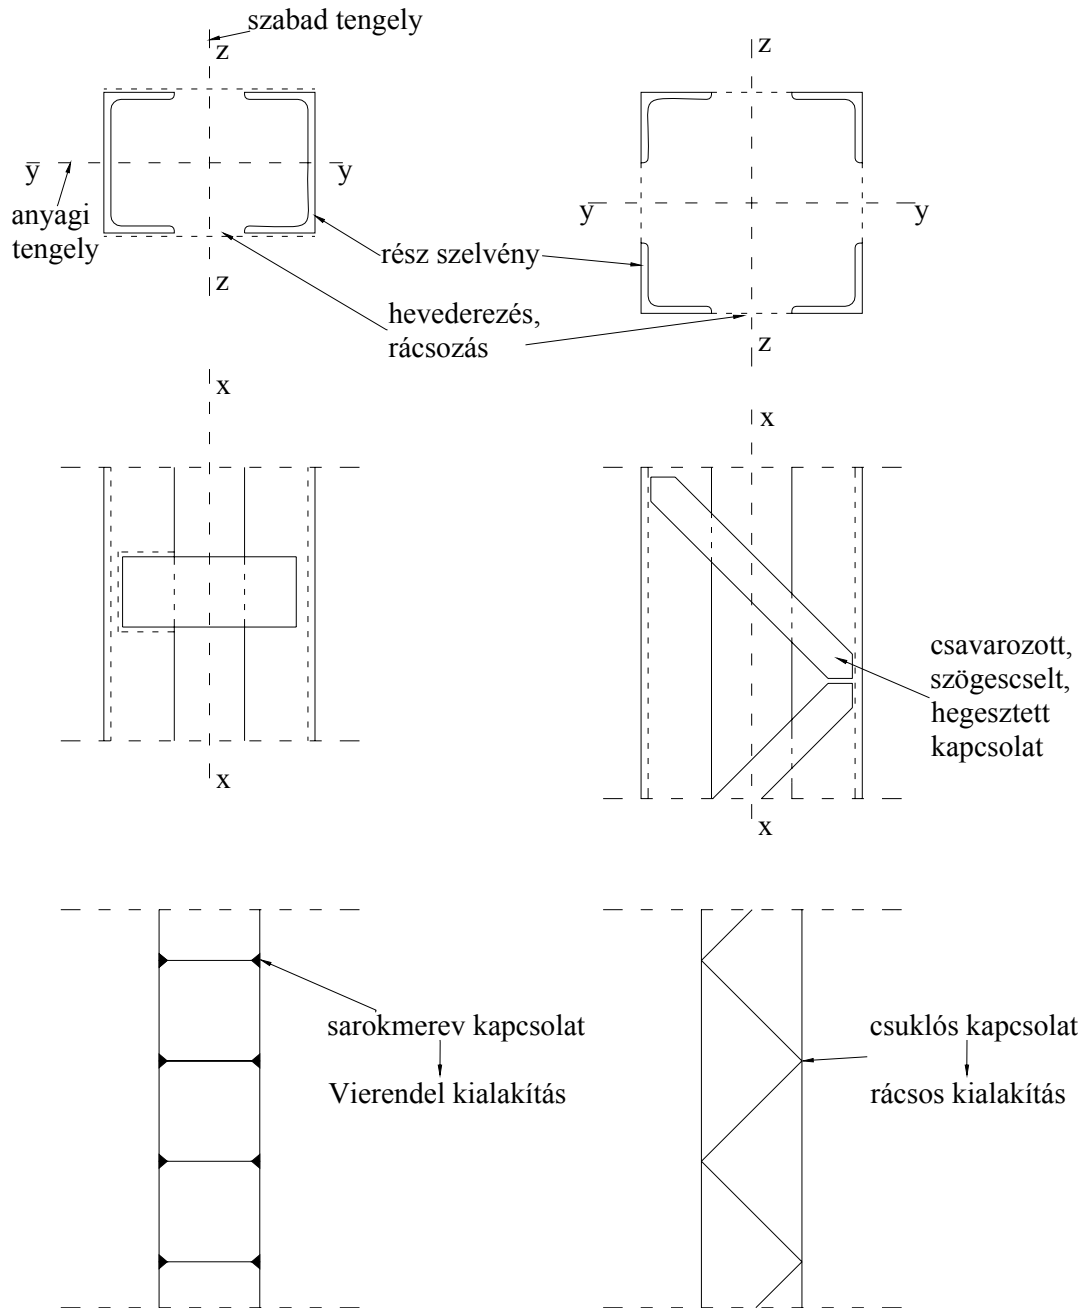 szabad tengely
z
z
y
y
anyagi
tengely
y
y
rész szelvény
z
hevederezés,
rácsozás
z
x
x
csavarozott,
szögescselt,
hegesztett
kapcsolat
x
x
sarokmerev kapcsolat
csuklós kapcsolat
Vierendel kialakítás
rácsos kialakítás